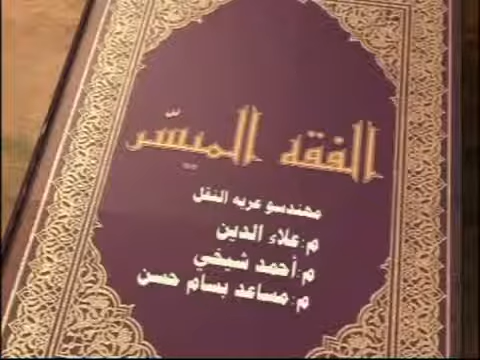 الفقه الميسّر
مهندسو عربه النقل
م:علاء الدين
م:أحمد شيخي
م:مساعد بسام حسن